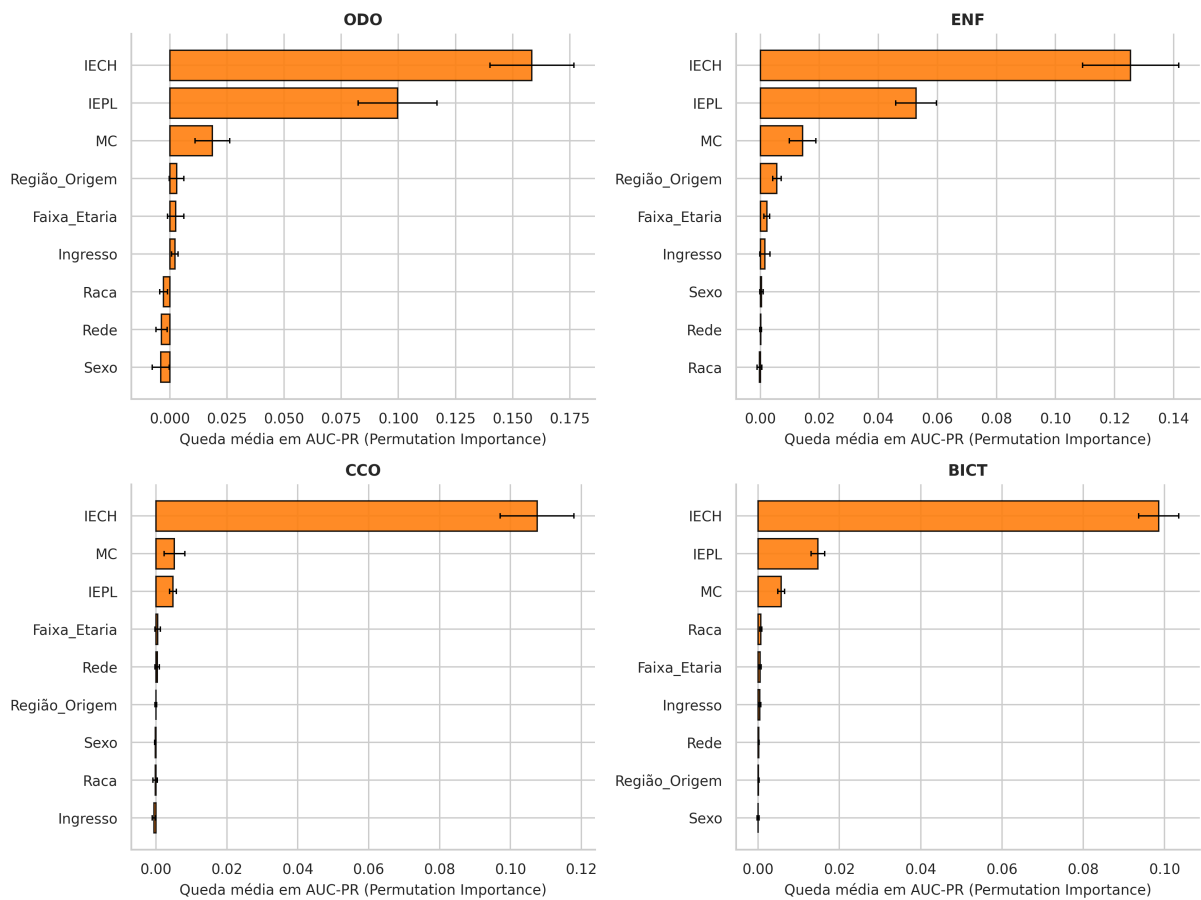 ODO
IECH
IEPL
MC
Região_Origem
Faixa_Etaria
Ingresso
Raca
Rede
Sexo
0.000 0.025 0.050 0.075 0.100 0.125 0.150 0.175
Queda média em AUC-PR (Permutation Importance)
ENF
IECH
IEPL
MC
Região_Origem
Faixa_Etaria
Ingresso
Sexo
Rede
Raca
0.00 0.02 0.04 0.06 0.08 0.10 0.12 0.14
Queda média em AUC-PR (Permutation Importance)
CCO
IECH
MC
IEPL
Faixa_Etaria
Rede
Região_Origem
Sexo
Raca
Ingresso
0.00 0.02 0.04 0.06 0.08 0.10 0.12
Queda média em AUC-PR (Permutation Importance)
BICT
IECH
IEPL
MC
Raca
Faixa_Etaria
Ingresso
Rede
Região_Origem
Sexo
0.00 0.02 0.04 0.06 0.08 0.10
Queda média em AUC-PR (Permutation Importance)